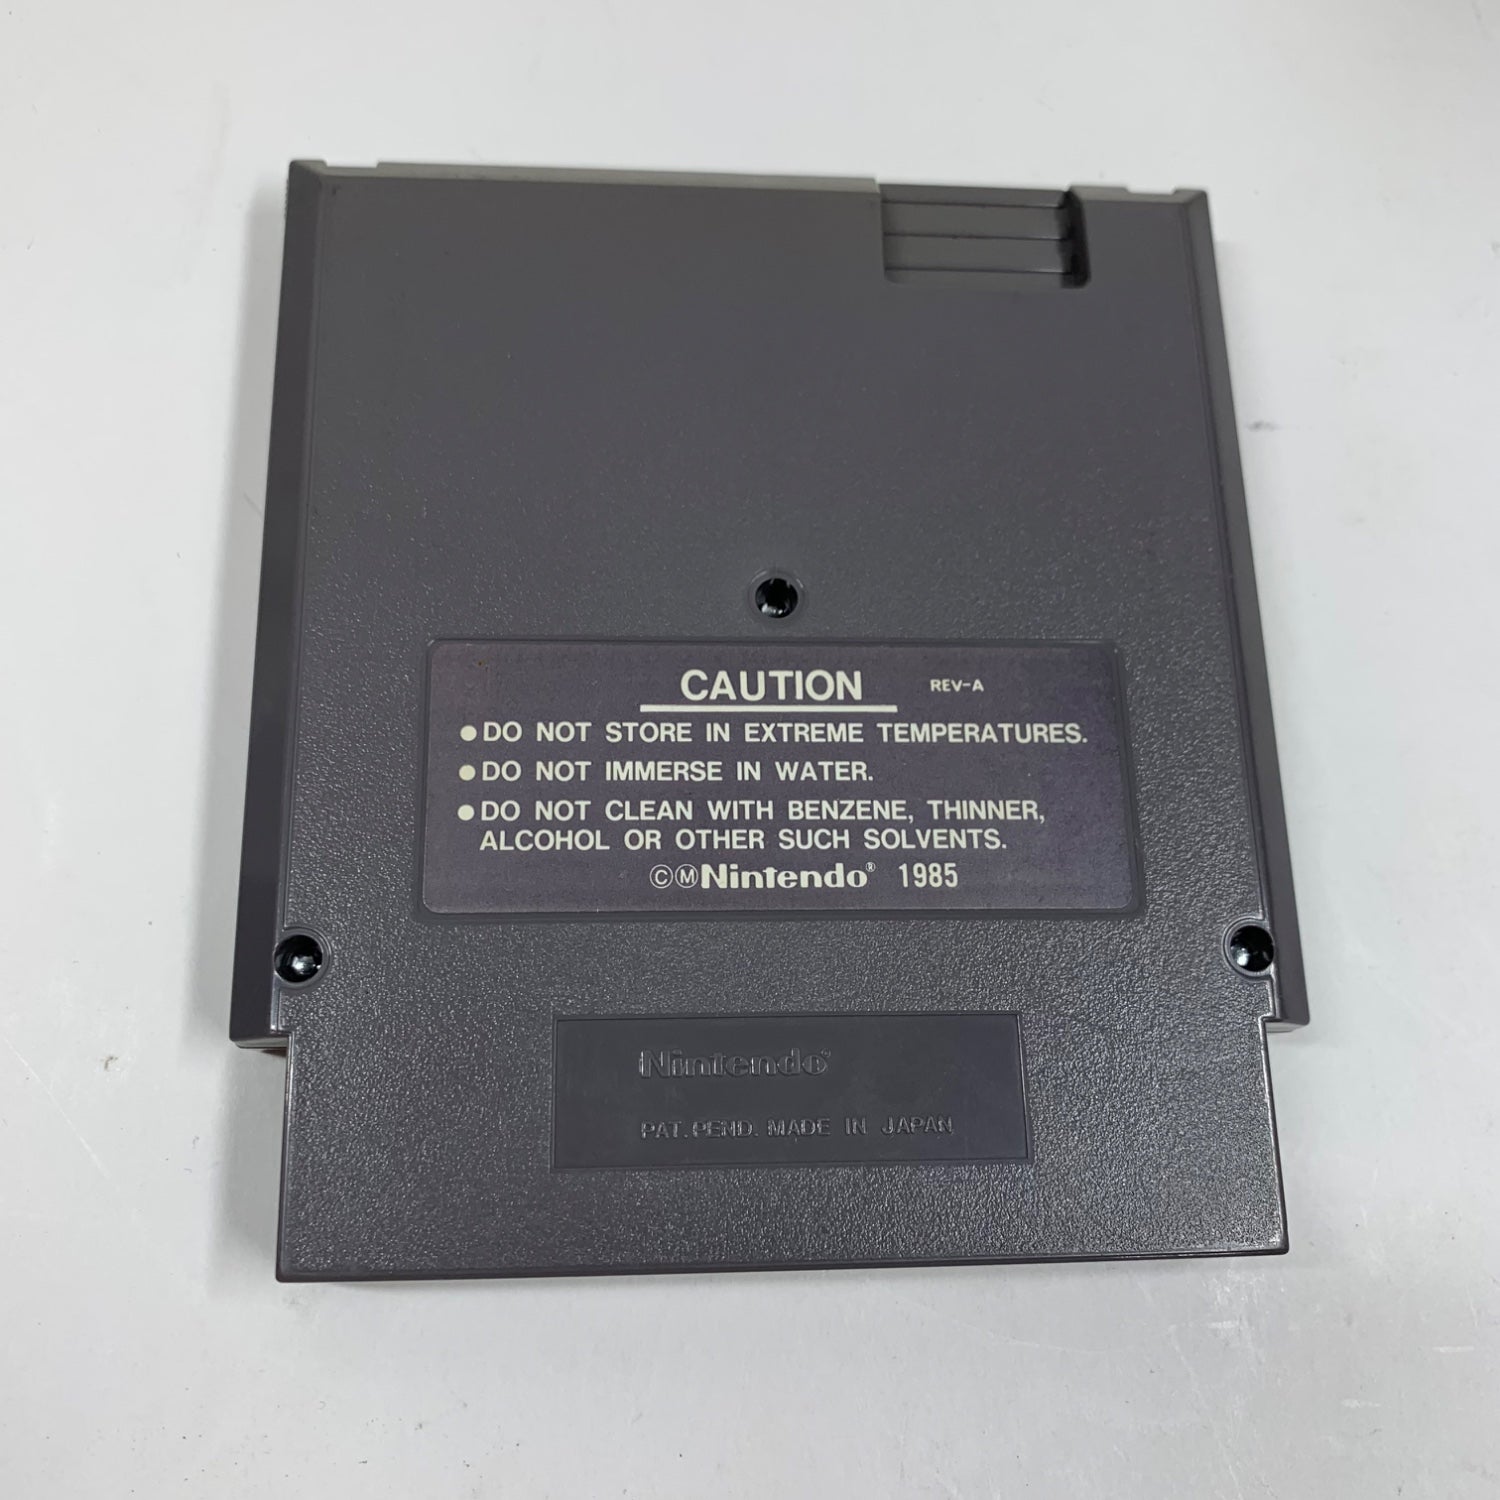 CAUTION REV-A
●DO NOT STORE IN EXTREME TEMPERATURES.
●DO NOT IMMERSE IN WATER.
●DO NOT CLEAN WITH BENZENE, THINNER,
ALCOHOL OR OTHER SUCH SOLVENTS.
©ⓂNintendo® 1985
Nintendo®
PAT. PEND. MADE IN JAPAN